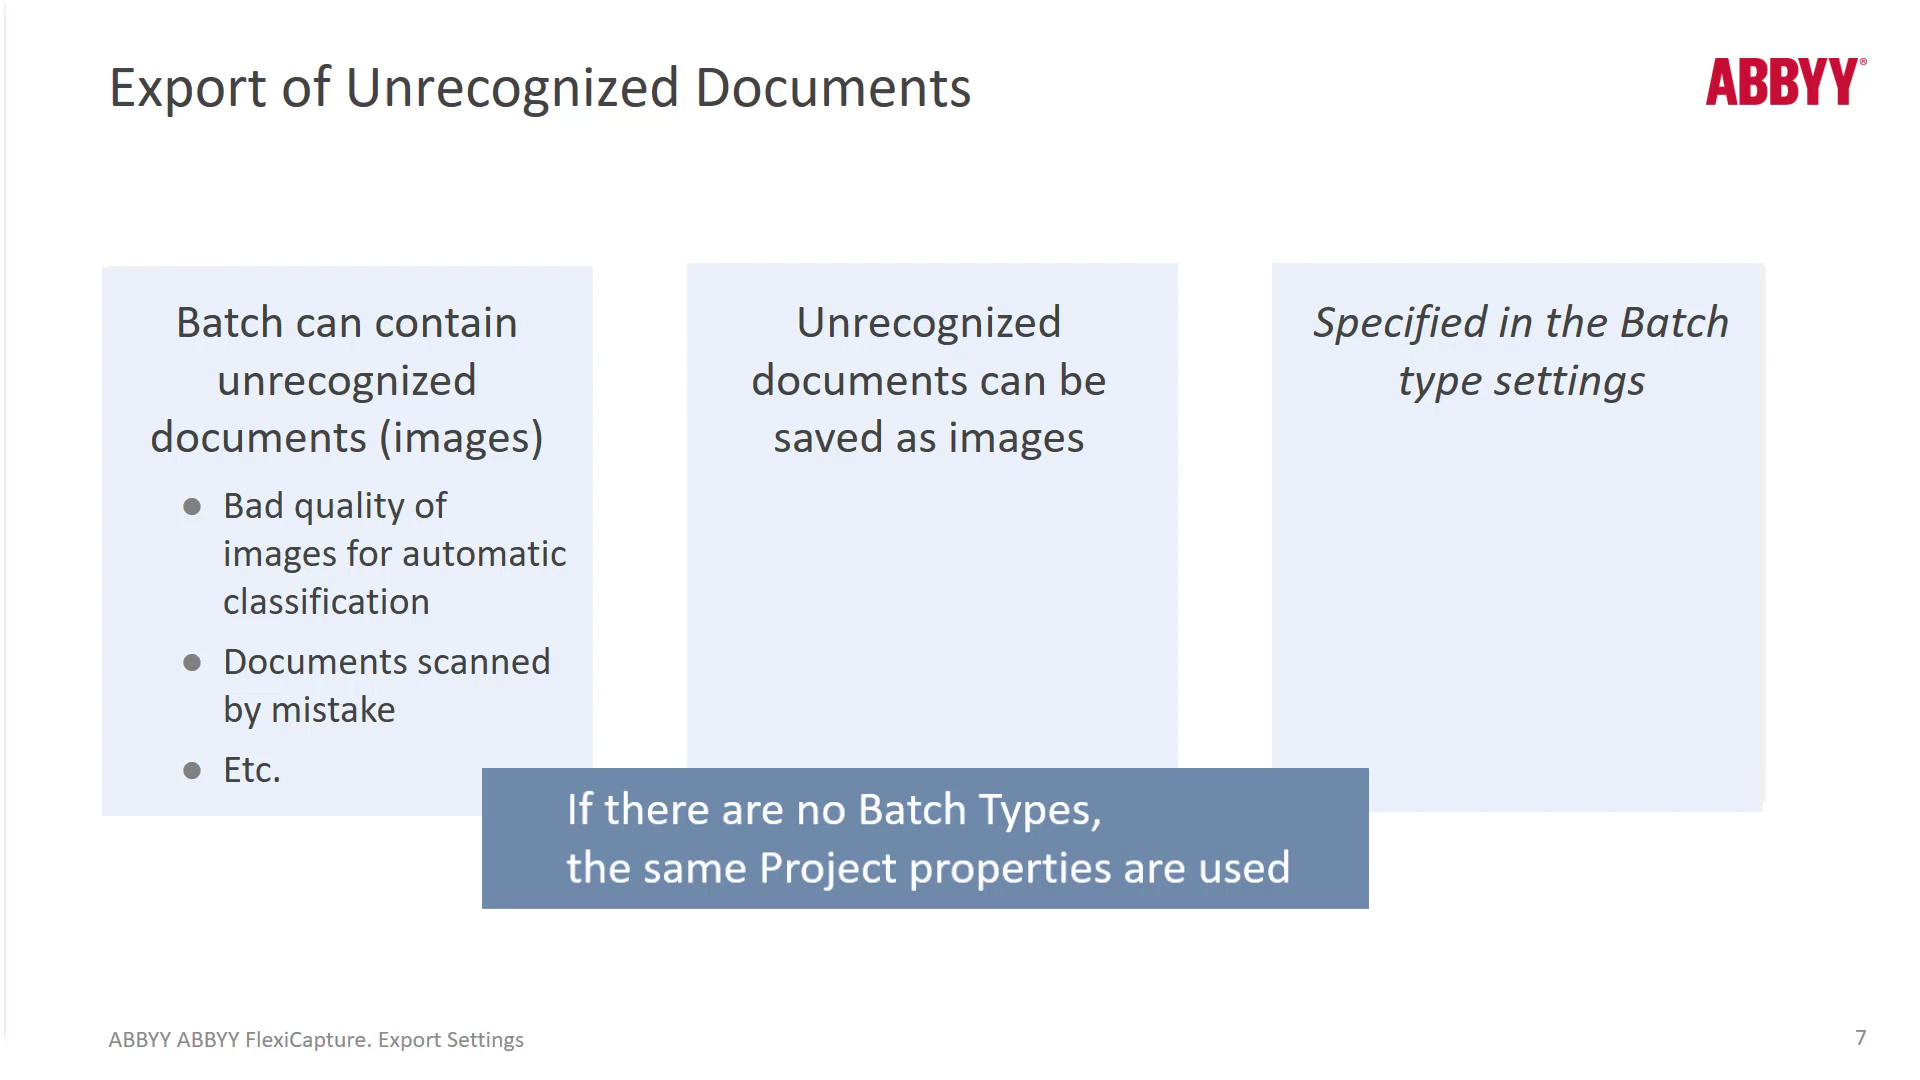 Export of Unrecognized Documents
ABBYY®
Batch can contain
unrecognized
documents (images)
● Bad quality of
images for automatic
classification
● Documents scanned
by mistake
● Etc.
Unrecognized
documents can be
saved as images
Specified in the Batch
type settings
If there are no Batch Types,
the same Project properties are used
ABBYY ABBYY FlexiCapture. Export Settings
7